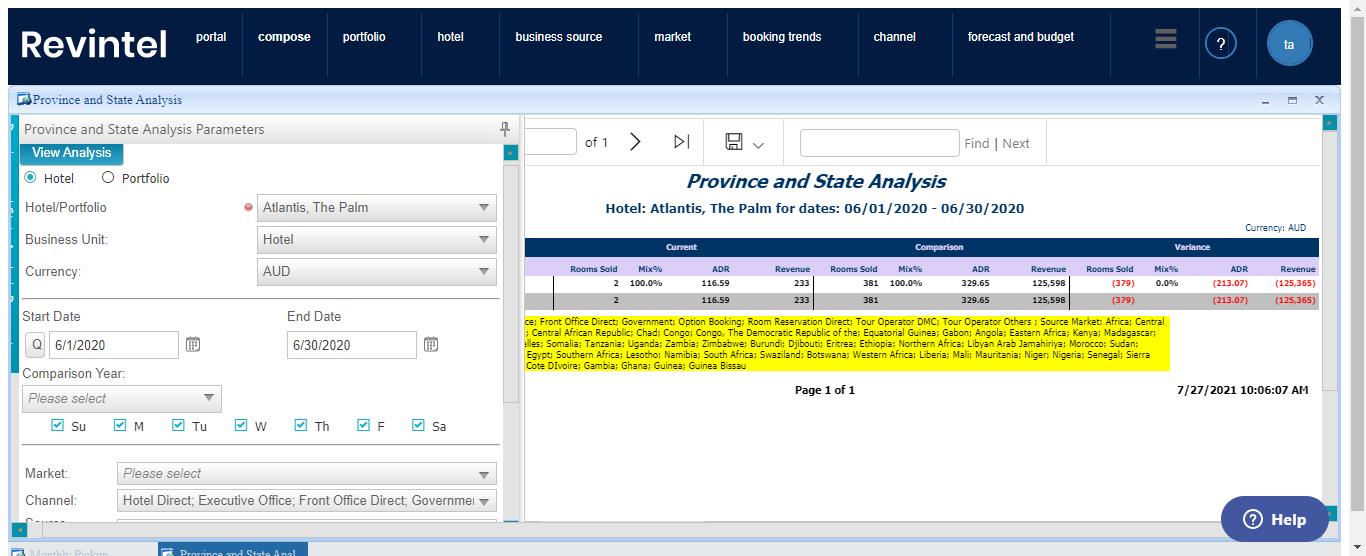 Revintel
portal
compose
portfolio
hotel
business source
market
booking trends
channel
forecast and budget
?
ta
Province and State Analysis
Province and State Analysis Parameters
View Analysis
Hotel
Portfolio
Hotel/Portfolio
Atlantis, The Palm
Business Unit:
Hotel
Currency:
AUD
Start Date
End Date
Q
6/1/2020
6/30/2020
Comparison Year:
Please select
Su M Tu W Th F Sa
Market:
Please select
Channel:
Hotel Direct; Executive Office; Front Office Direct; Governmen
of 1
Find | Next
Province and State Analysis
Hotel: Atlantis, The Palm for dates: 06/01/2020 - 06/30/2020
Currency: AUD
Current Comparison Variance
Rooms Sold Mix% ADR Revenue Rooms Sold Mix% ADR Revenue Rooms Sold Mix% ADR Revenue
2 100.0% 116.59 233 381 100.0% 329.65 125,598 (379) 0.0% (213.07) (125,365)
2 116.59 233 381 329.65 125,598 (379) (213.07) (125,365)
ce; Front Office Direct; Government; Option Booking; Room Reservation Direct; Tour Operator DMC; Tour Operator Others ; Source Market: Africa; Central
; Central African Republic; Chad; Congo; Congo, The Democratic Republic of the; Equatorial Guinea; Gabon; Angola; Eastern Africa; Kenya; Madagascar;
lles; Somalia; Tanzania; Uganda; Zambia; Zimbabwe; Burundi; Djibouti; Eritrea; Ethiopia; Northern Africa; Libyan Arab Jamahiriya; Morocco; Sudan;
Egypt; Southern Africa; Lesotho; Namibia; South Africa; Swaziland; Botswana; Western Africa; Liberia; Mali; Mauritania; Niger; Nigeria; Senegal; Sierra
Cote DIvoire; Gambia; Ghana; Guinea; Guinea Bissau
Page 1 of 1
7/27/2021 10:06:07 AM
? Help
Monthly Pickup
Province and State Anal